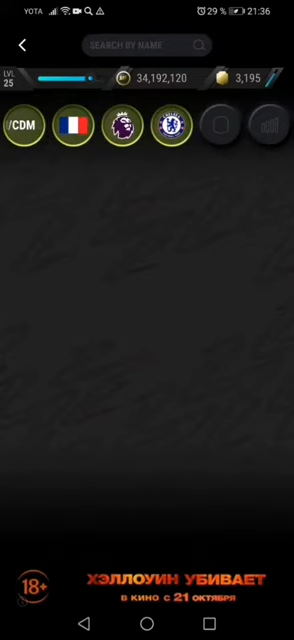 YOTA 29 % 21:36
SEARCH BY NAME
LVL
25
34,192,120
3,195
/CDM
18+
ХЭЛЛОУИН УБИВАЕТ
В КИНО С 21 ОКТЯБРЯ